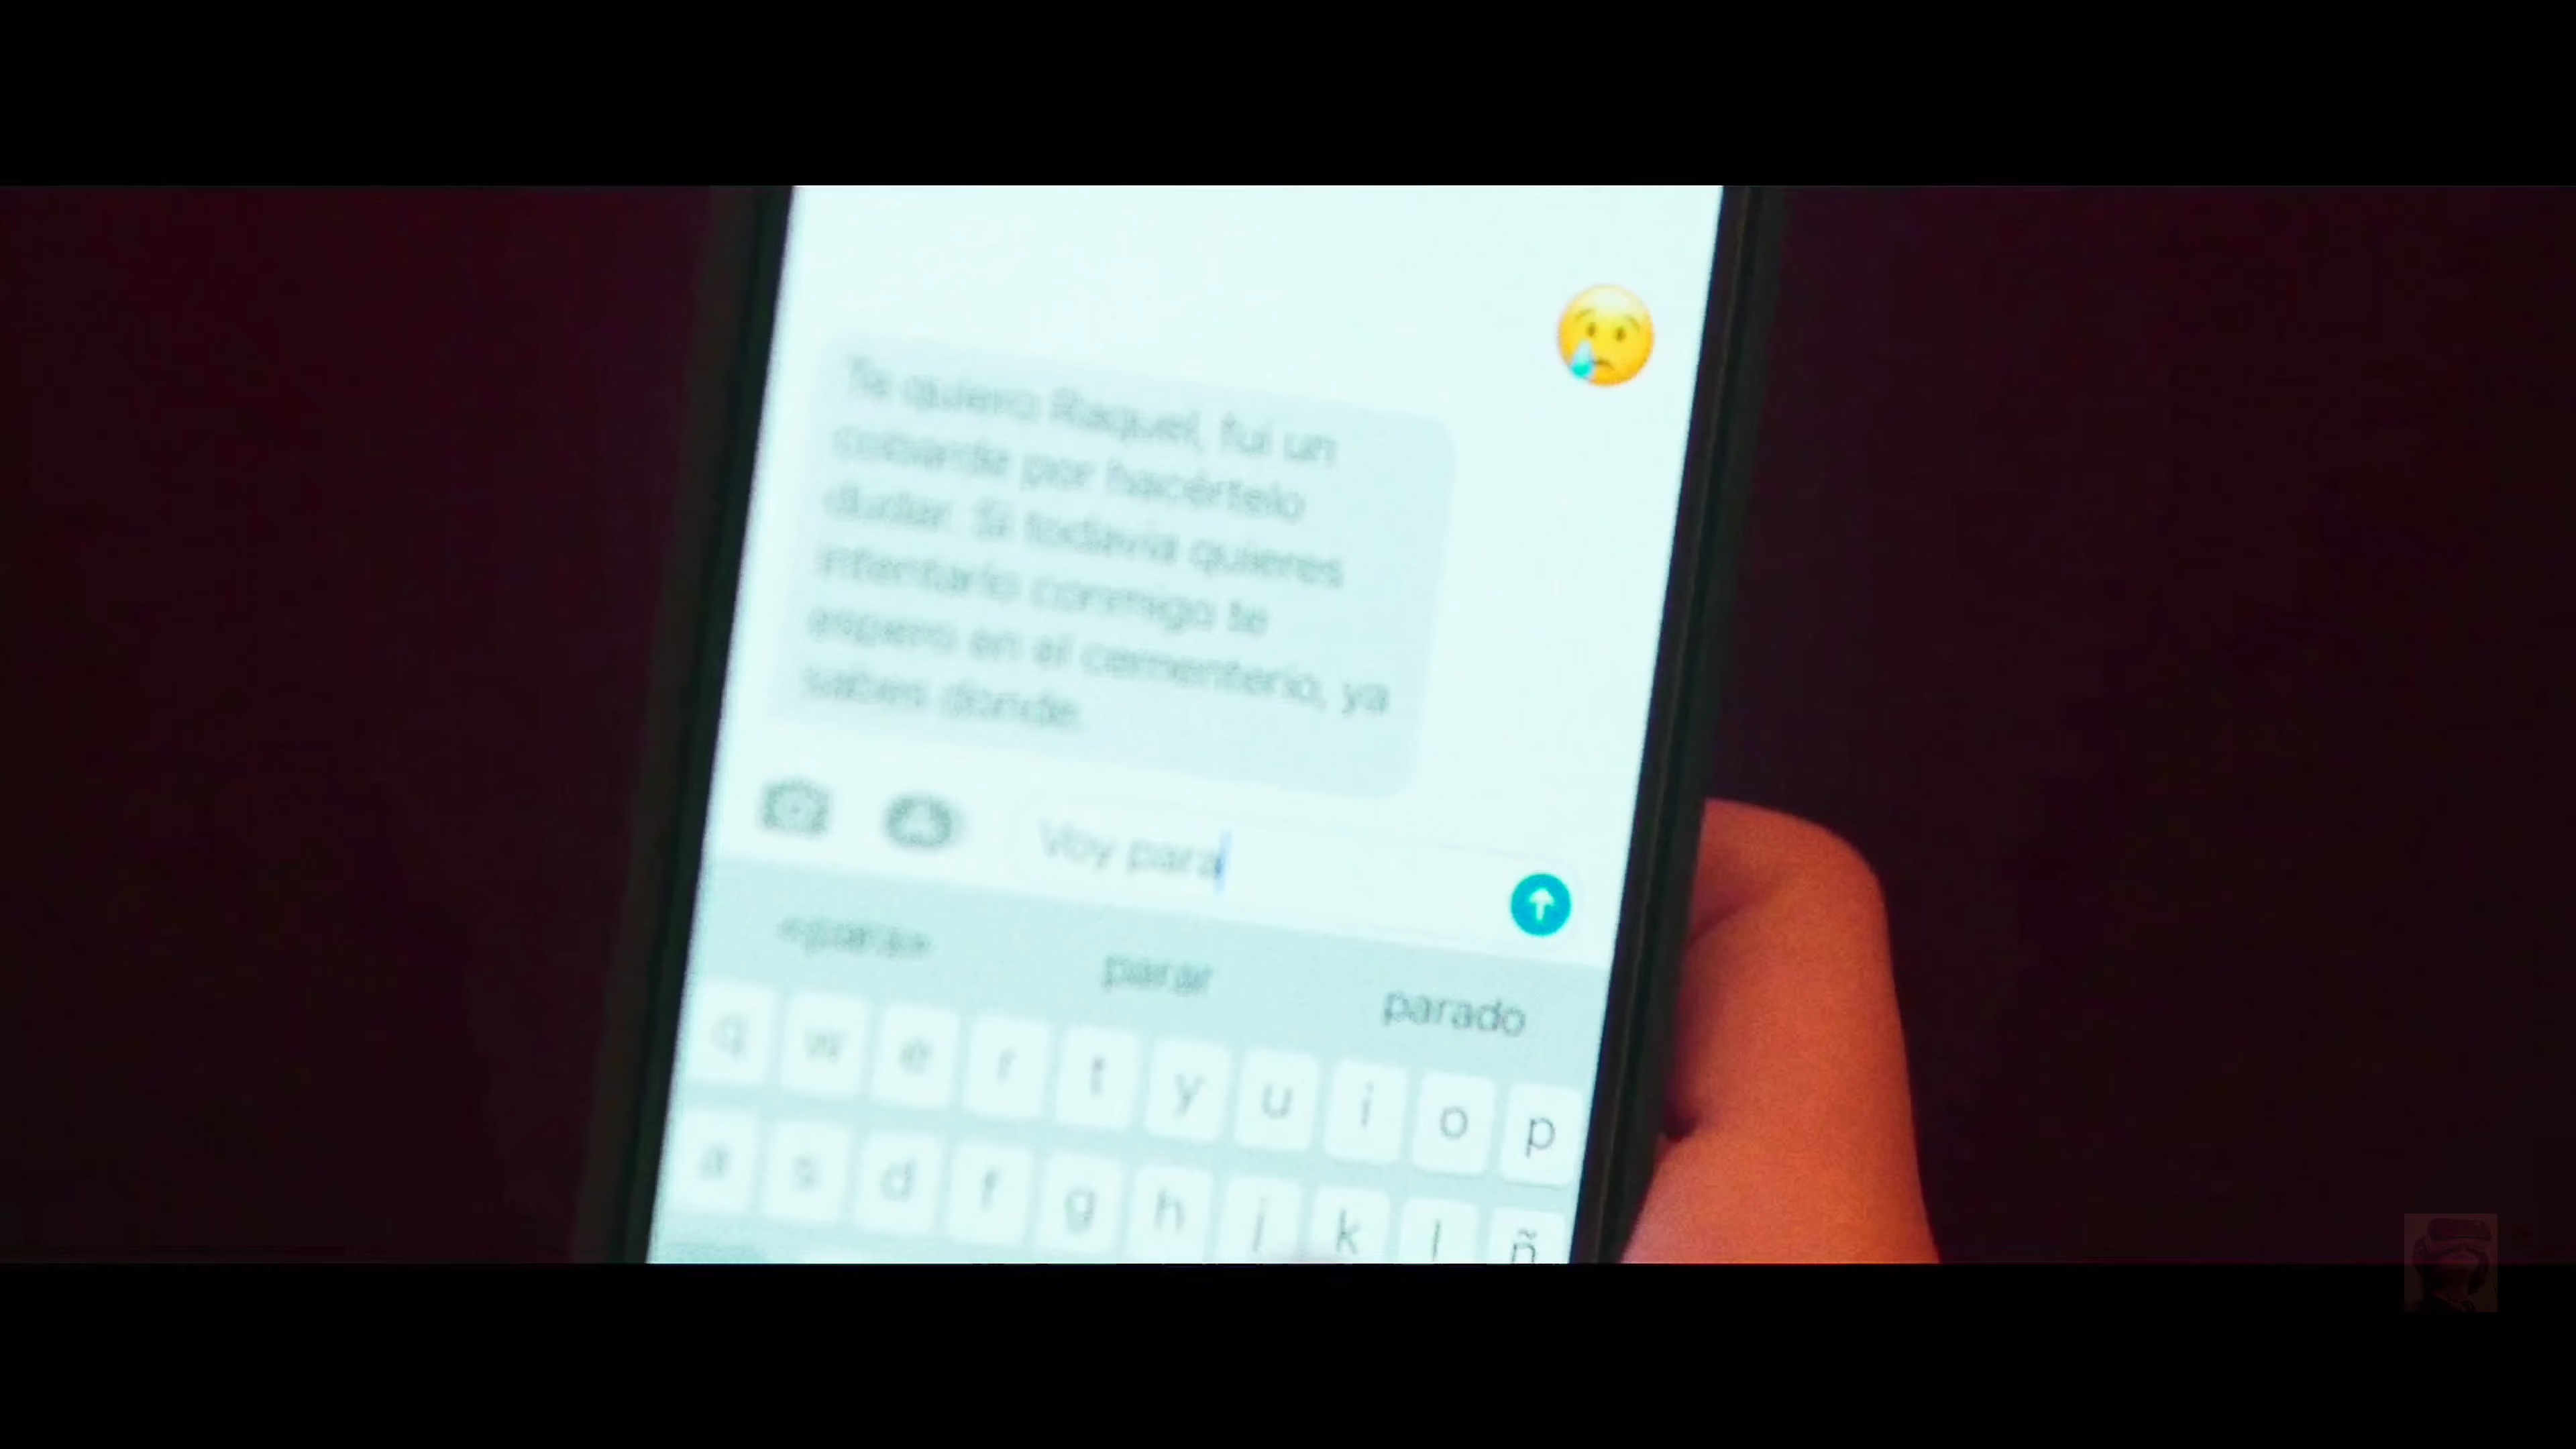 Te quiero Raquel, fui un
cobarde por hacértelo
dudar. Si todavía quieres
intentarlo conmigo te
espero en el cementerio, ya
sabes donde.
Voy para
«para» parar parado
q w e r t y u i o p
a s d f g h j k l ñ